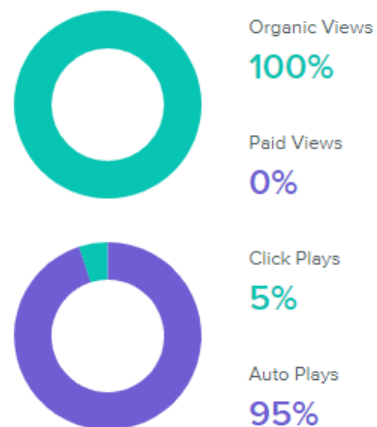 Organic Views
100%
Paid Views
0%
Click Plays
5%
Auto Plays
95%